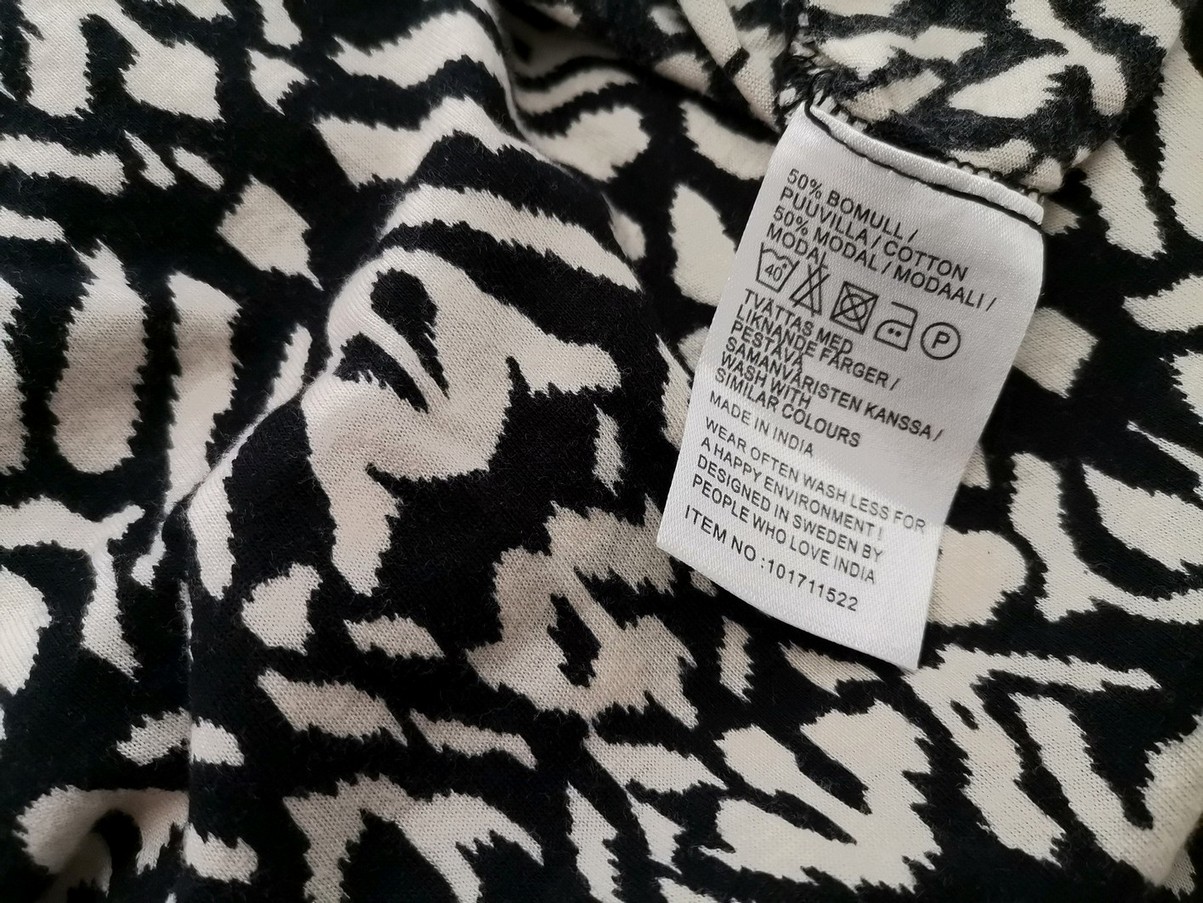 50% BOMULL /
PUUVILLA / COTTON
50% MODAL / MODAALI /
MODAL
40°
P
TVÄTTAS MED
LIKNANDE FÄRGER /
PESTÄVÄ
SAMANVÄRISTEN KANSSA /
WASH WITH
SIMILAR COLOURS
MADE IN INDIA
WEAR OFTEN WASH LESS FOR
A HAPPY ENVIRONMENT !
DESIGNED IN SWEDEN BY
PEOPLE WHO LOVE INDIA
ITEM NO :101711522